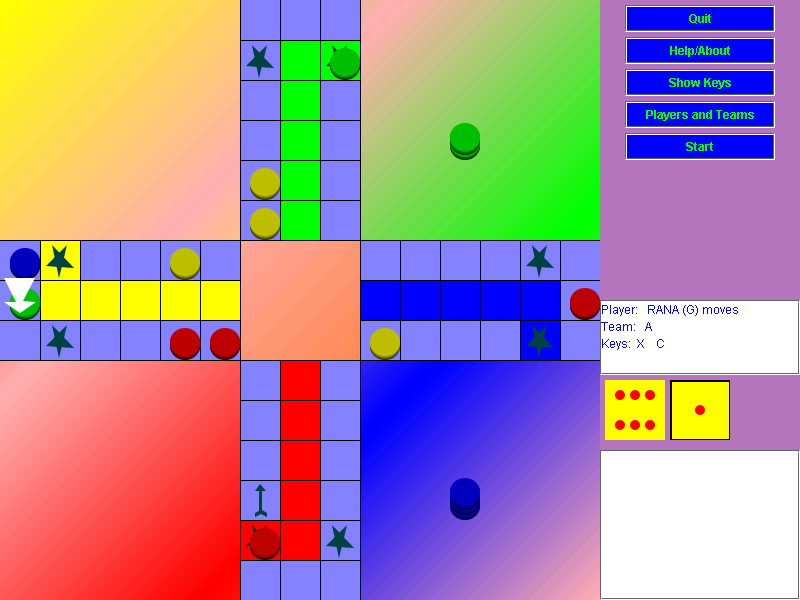 Quit
Help/About
Show Keys
Players and Teams
Start
Player: RANA (G) moves
Team: A
Keys: X C